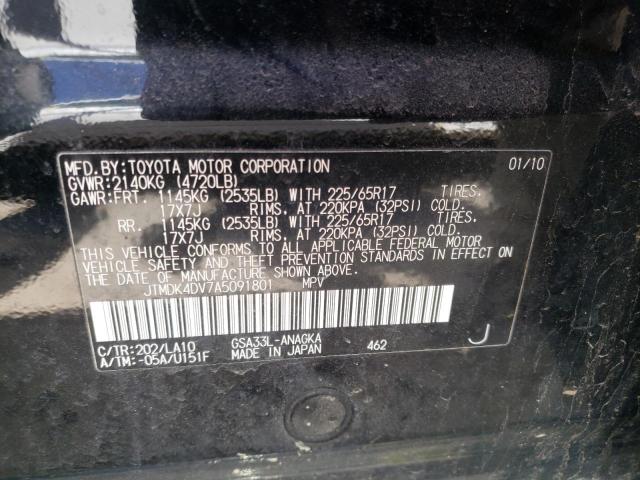 MFD.BY:TOYOTA MOTOR CORPORATION 01/10
GVWR:2140KG (4720LB)
GAWR:FRT. 1145KG (2535LB) WITH 225/65R17 TIRES.
17X7J RIMS, AT 220KPA (32PSI) COLD.
RR. 1145KG (2535LB) WITH 225/65R17 TIRES.
17X7J RIMS, AT 220KPA (32PSI) COLD.
THIS VEHICLE CONFORMS TO ALL APPLICABLE FEDERAL MOTOR
VEHICLE SAFETY AND THEFT PREVENTION STANDARDS IN EFFECT ON
THE DATE OF MANUFACTURE SHOWN ABOVE.
JTMDK4DV7A5091801 MPV
C/TR:202/LA10 GSA33L-ANAGKA 462 J
A/TM:-05A/U151F MADE IN JAPAN